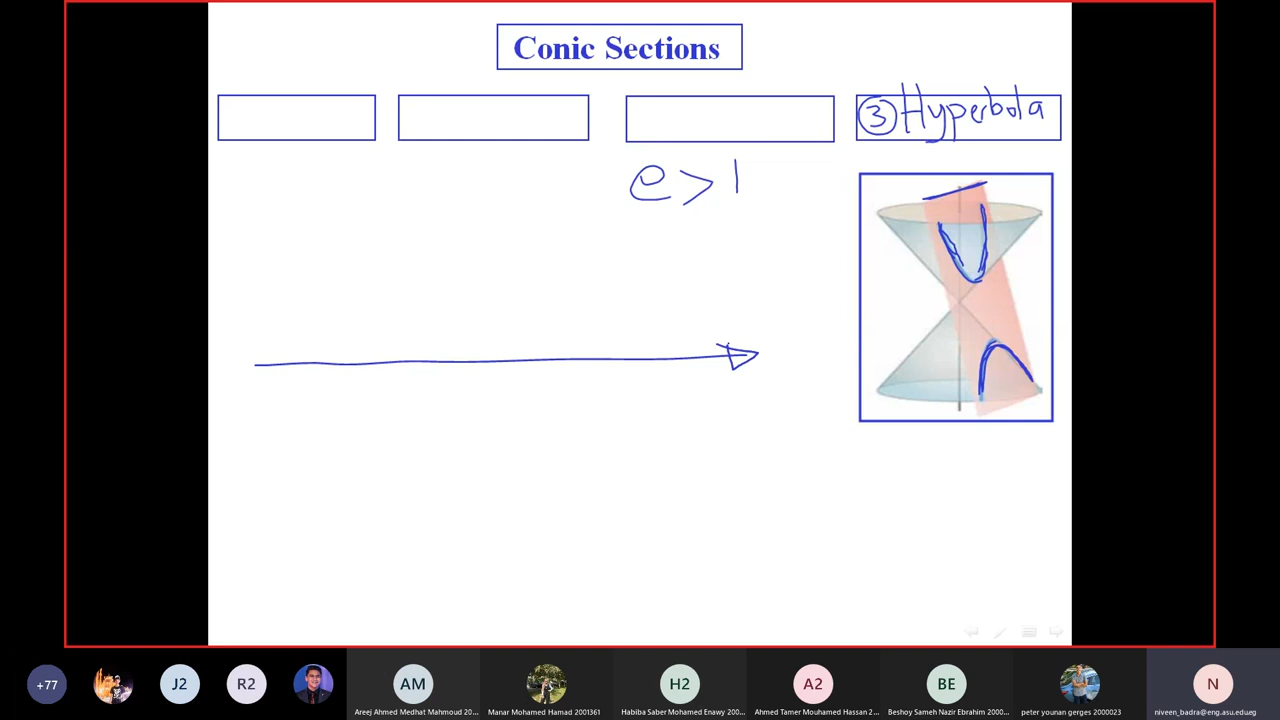 Conic Sections
③ Hyperbola
e > 1
+77
J2
R2
AM
H2
A2
BE
N
Areej Ahmed Medhat Mahmoud 20...
Manar Mohamed Hamad 2001361
Habiba Saber Mohamed Enawy 200...
Ahmed Tamer Mouhamed Hassan 2...
Beshoy Sameh Nazir Ebrahim 2000...
peter younan gerges 2000023
niveen_badra@eng.asu.edu.eg